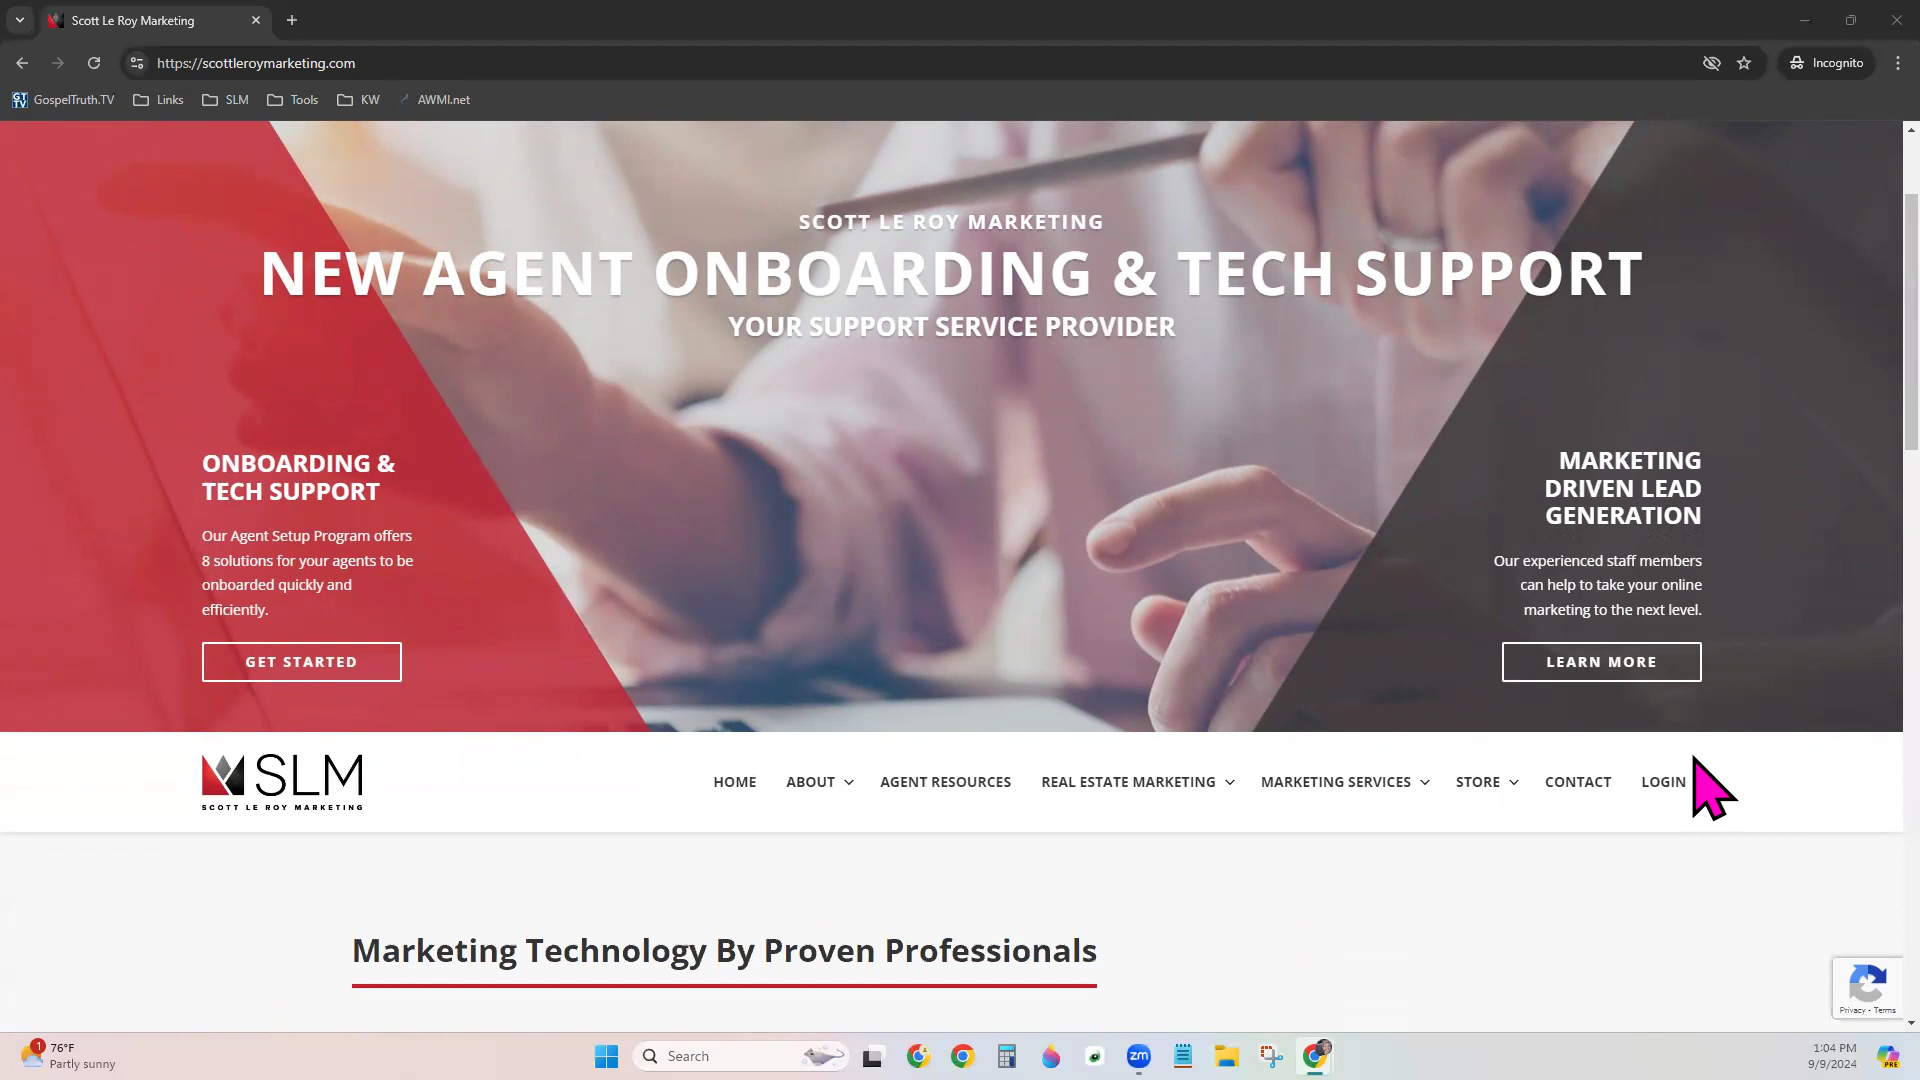 Scott Le Roy Marketing
https://scottleroymarketing.com
Incognito
GT TV GospelTruth.TV Links SLM Tools KW AWMI.net
SCOTT LE ROY MARKETING
NEW AGENT ONBOARDING & TECH SUPPORT
YOUR SUPPORT SERVICE PROVIDER
ONBOARDING &
TECH SUPPORT
Our Agent Setup Program offers
8 solutions for your agents to be
onboarded quickly and
efficiently.
GET STARTED
MARKETING
DRIVEN LEAD
GENERATION
Our experienced staff members
can help to take your online
marketing to the next level.
LEARN MORE
SLM
SCOTT LE ROY MARKETING
HOME ABOUT AGENT RESOURCES REAL ESTATE MARKETING MARKETING SERVICES STORE CONTACT LOGIN
Marketing Technology By Proven Professionals
Privacy - Terms
1
76°F
Partly sunny
Search
zm
1:04 PM
9/9/2024
PRE